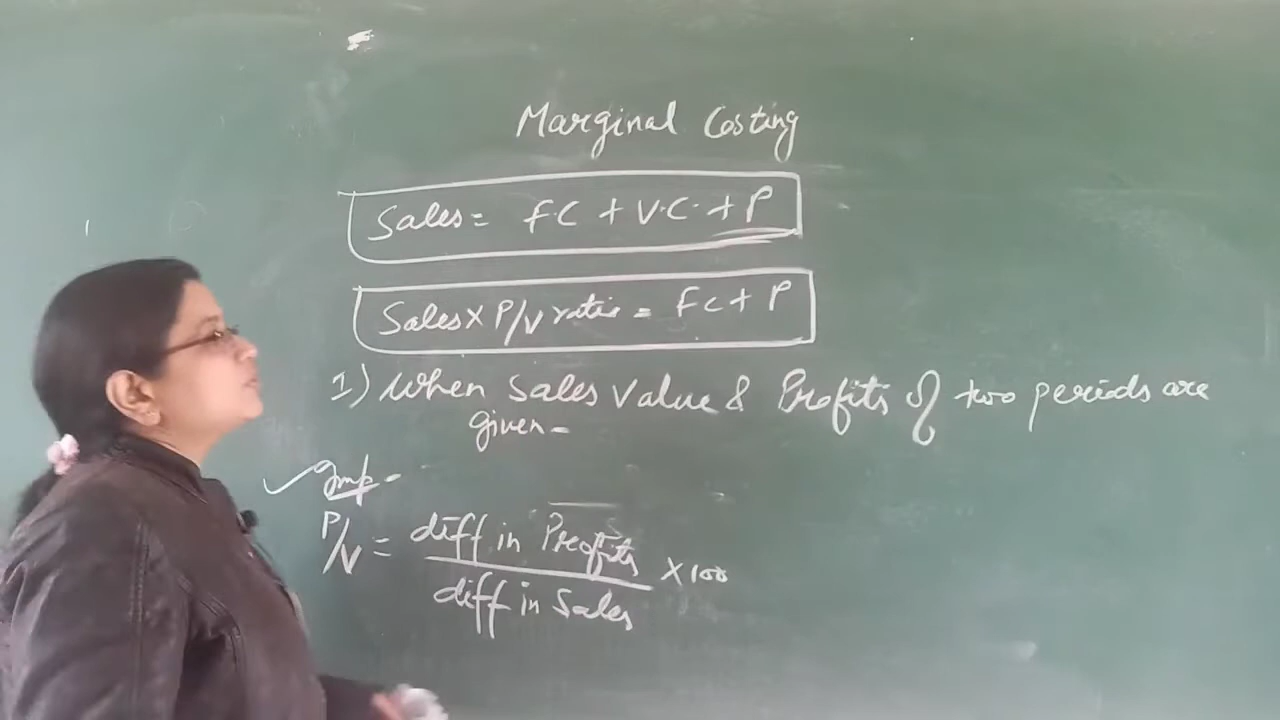 Marginal Costing
Sales = F.C + V.C. + P
Sales x P/V ratio = FC + P
1) When Sales Value & Profits of two periods are
given -
Imp -
P/V = diff in Profits / diff in Sales x 100